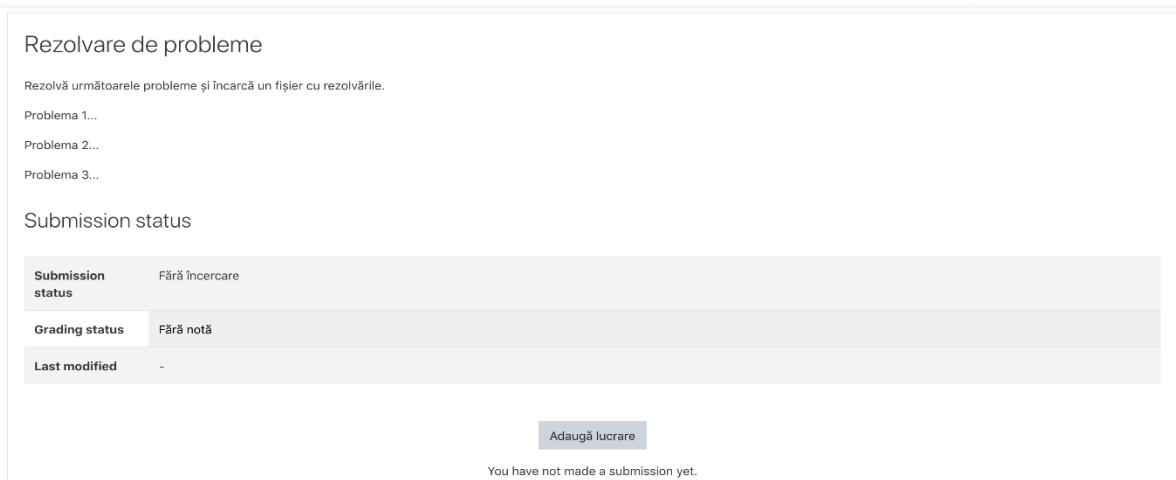 Rezolvare de probleme
Rezolvă următoarele probleme și încarcă un fișier cu rezolvările.
Problema 1...
Problema 2...
Problema 3...
Submission status
Submission status Fără încercare
Grading status Fără notă
Last modified -
Adaugă lucrare
You have not made a submission yet.